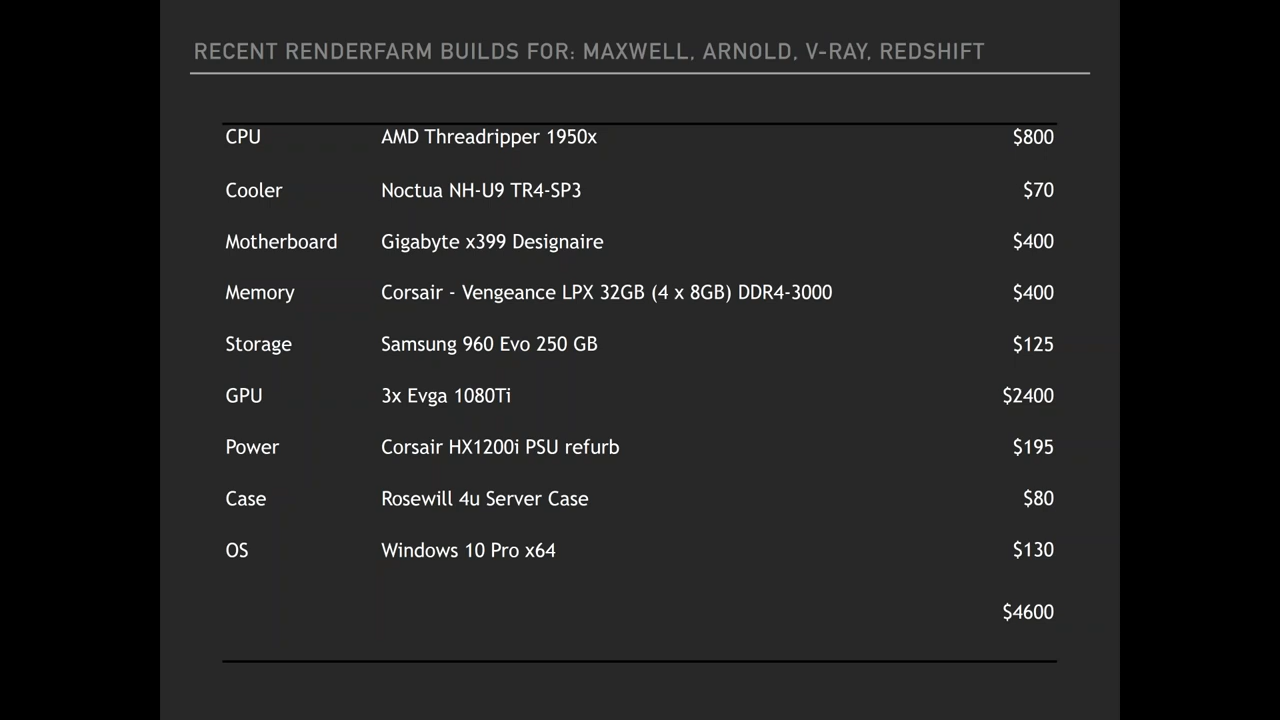 RECENT RENDERFARM BUILDS FOR: MAXWELL, ARNOLD, V-RAY, REDSHIFT
CPU AMD Threadripper 1950x $800
Cooler Noctua NH-U9 TR4-SP3 $70
Motherboard Gigabyte x399 Designaire $400
Memory Corsair - Vengeance LPX 32GB (4 x 8GB) DDR4-3000 $400
Storage Samsung 960 Evo 250 GB $125
GPU 3x Evga 1080Ti $2400
Power Corsair HX1200i PSU refurb $195
Case Rosewill 4u Server Case $80
OS Windows 10 Pro x64 $130
$4600